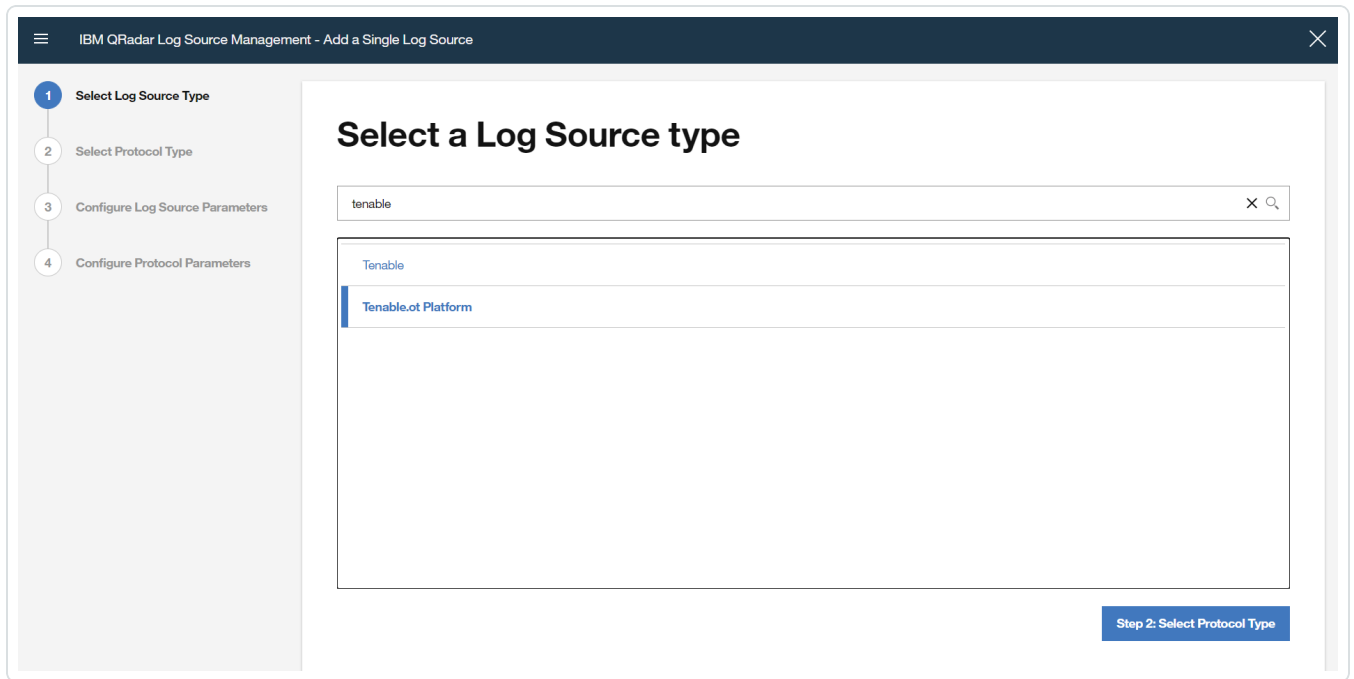 IBM QRadar Log Source Management - Add a Single Log Source
1 Select Log Source Type
2 Select Protocol Type
3 Configure Log Source Parameters
4 Configure Protocol Parameters
Select a Log Source type
tenable
Tenable
Tenable.ot Platform
Step 2: Select Protocol Type